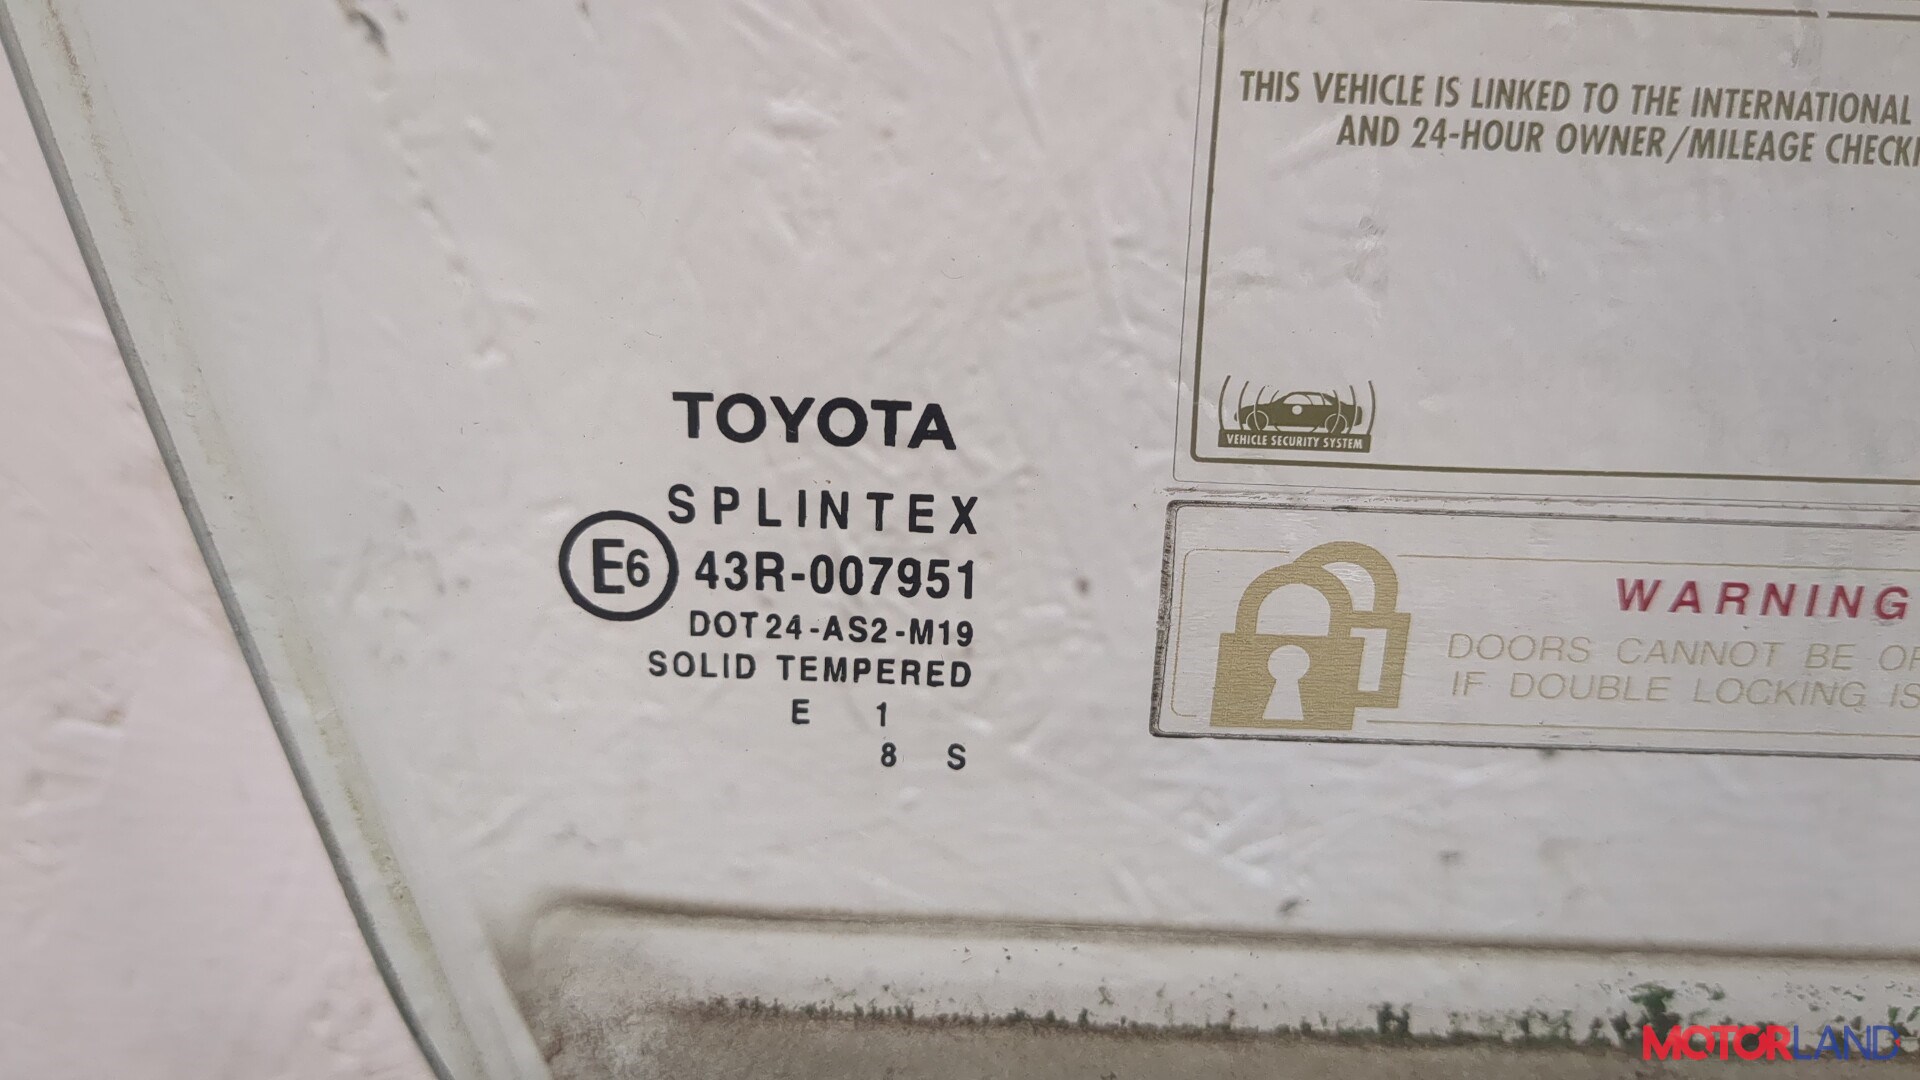 THIS VEHICLE IS LINKED TO THE INTERNATIONAL
AND 24-HOUR OWNER/MILEAGE
VEHICLE SECURITY SYSTEM
TOYOTA
SPLINTEX
E6 43R-007951
DOT24-AS2-M19
SOLID TEMPERED
E 1
8 S
WARNING
DOORS CANNOT BE
IF DOUBLE LOCKING IS
MOTORLAND